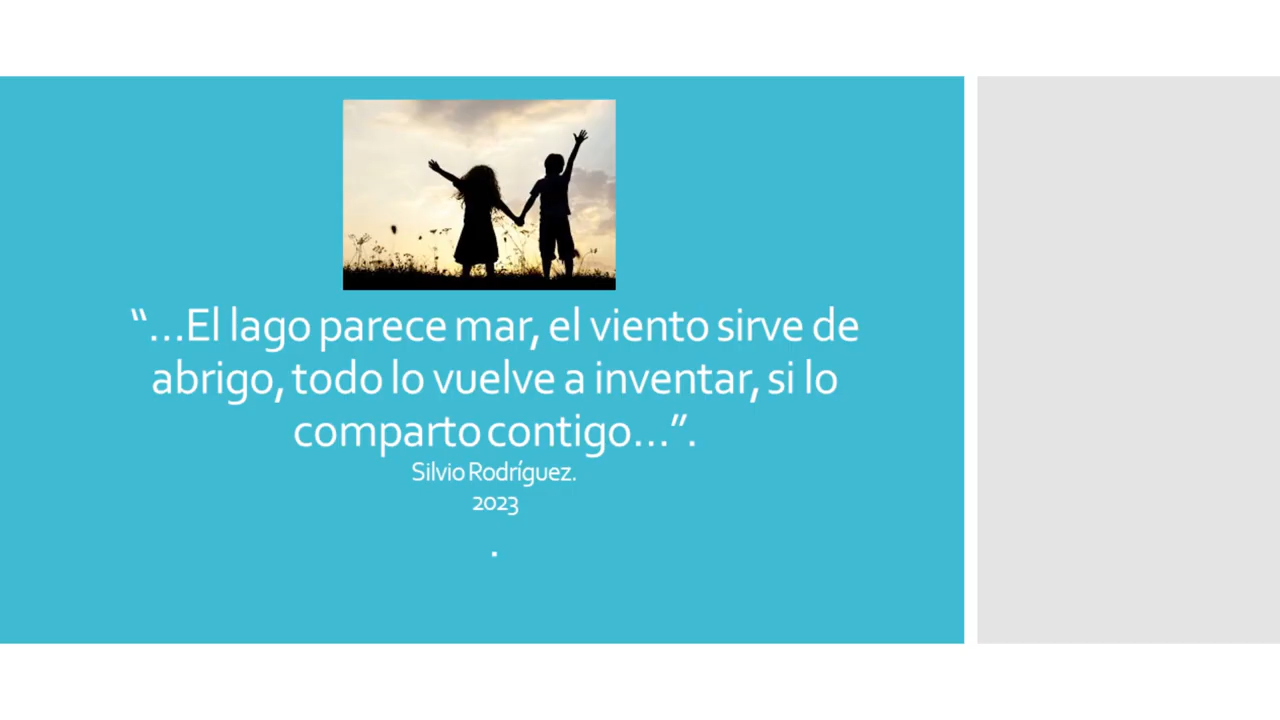 “…El lago parece mar, el viento sirve de
abrigo, todo lo vuelve a inventar, si lo
comparto contigo…”.
Silvio Rodríguez.
2023
.